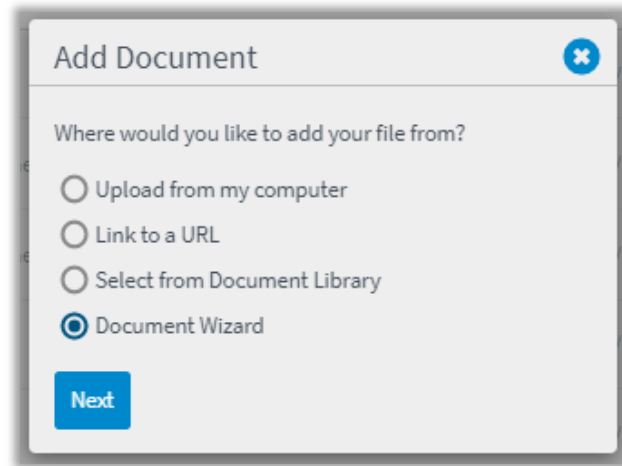 Add Document
Where would you like to add your file from?
Upload from my computer
Link to a URL
Select from Document Library
Document Wizard
Next